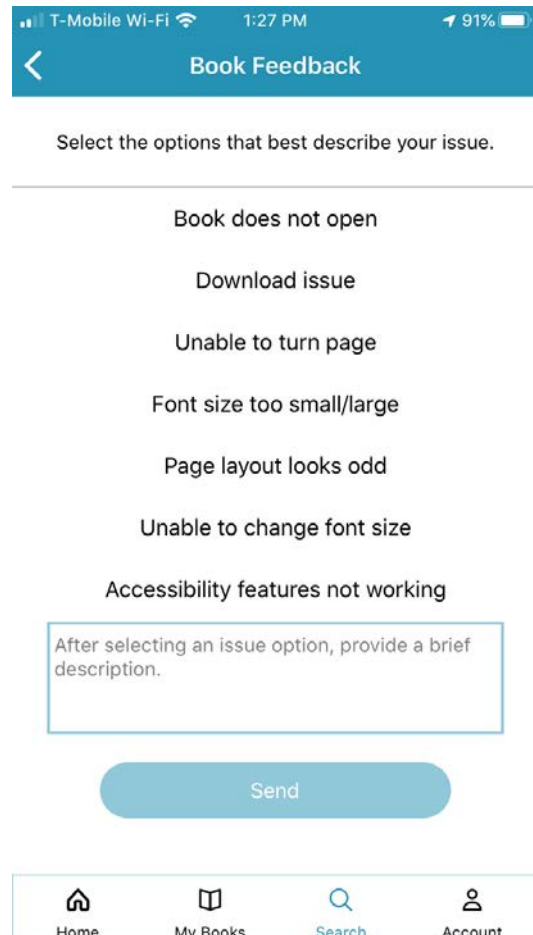 T-Mobile Wi-Fi 1:27 PM 91%
Book Feedback
Select the options that best describe your issue.
Book does not open
Download issue
Unable to turn page
Font size too small/large
Page layout looks odd
Unable to change font size
Accessibility features not working
After selecting an issue option, provide a brief
description.
Send
Home My Books Search Account